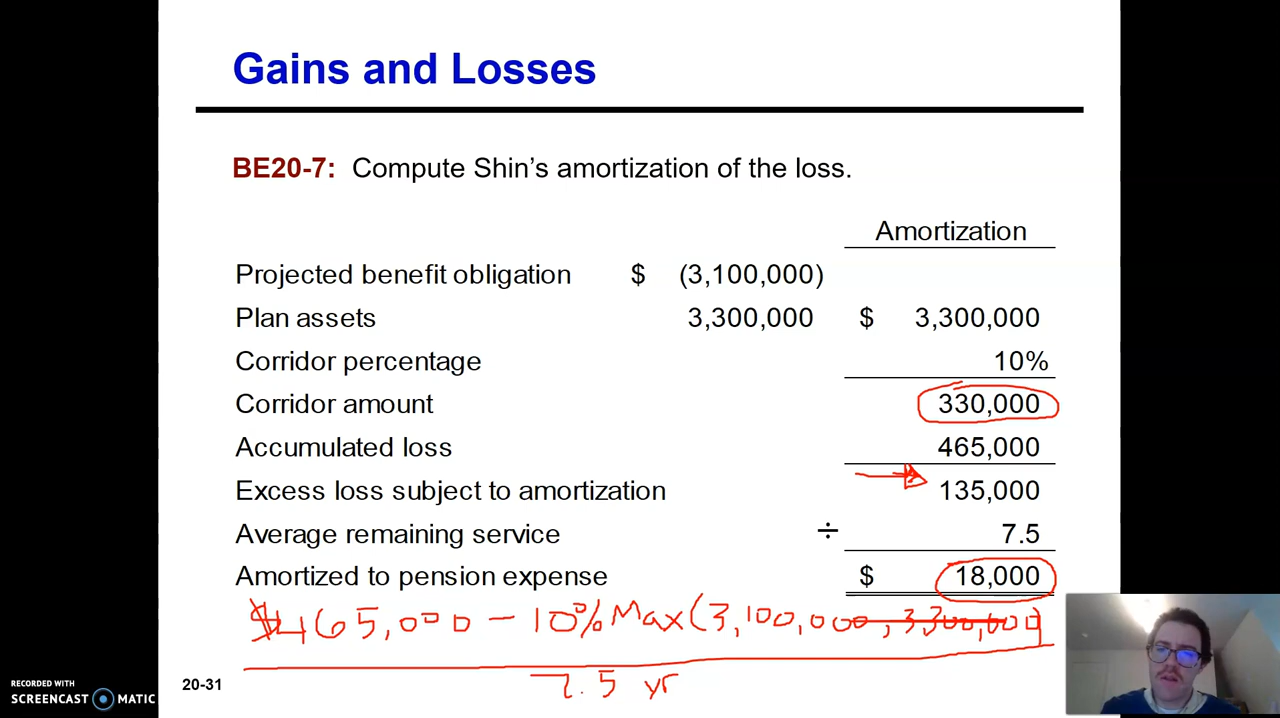 Gains and Losses
BE20-7: Compute Shin's amortization of the loss.
Amortization
Projected benefit obligation $ (3,100,000)
Plan assets 3,300,000 $ 3,300,000
Corridor percentage 10%
Corridor amount 330,000
Accumulated loss 465,000
Excess loss subject to amortization 135,000
Average remaining service ÷ 7.5
Amortized to pension expense $ 18,000
$465,000 - 10% Max(3,100,000, 3,300,000)
7.5 yr
20-31
RECORDED WITH
SCREENCAST MATIC